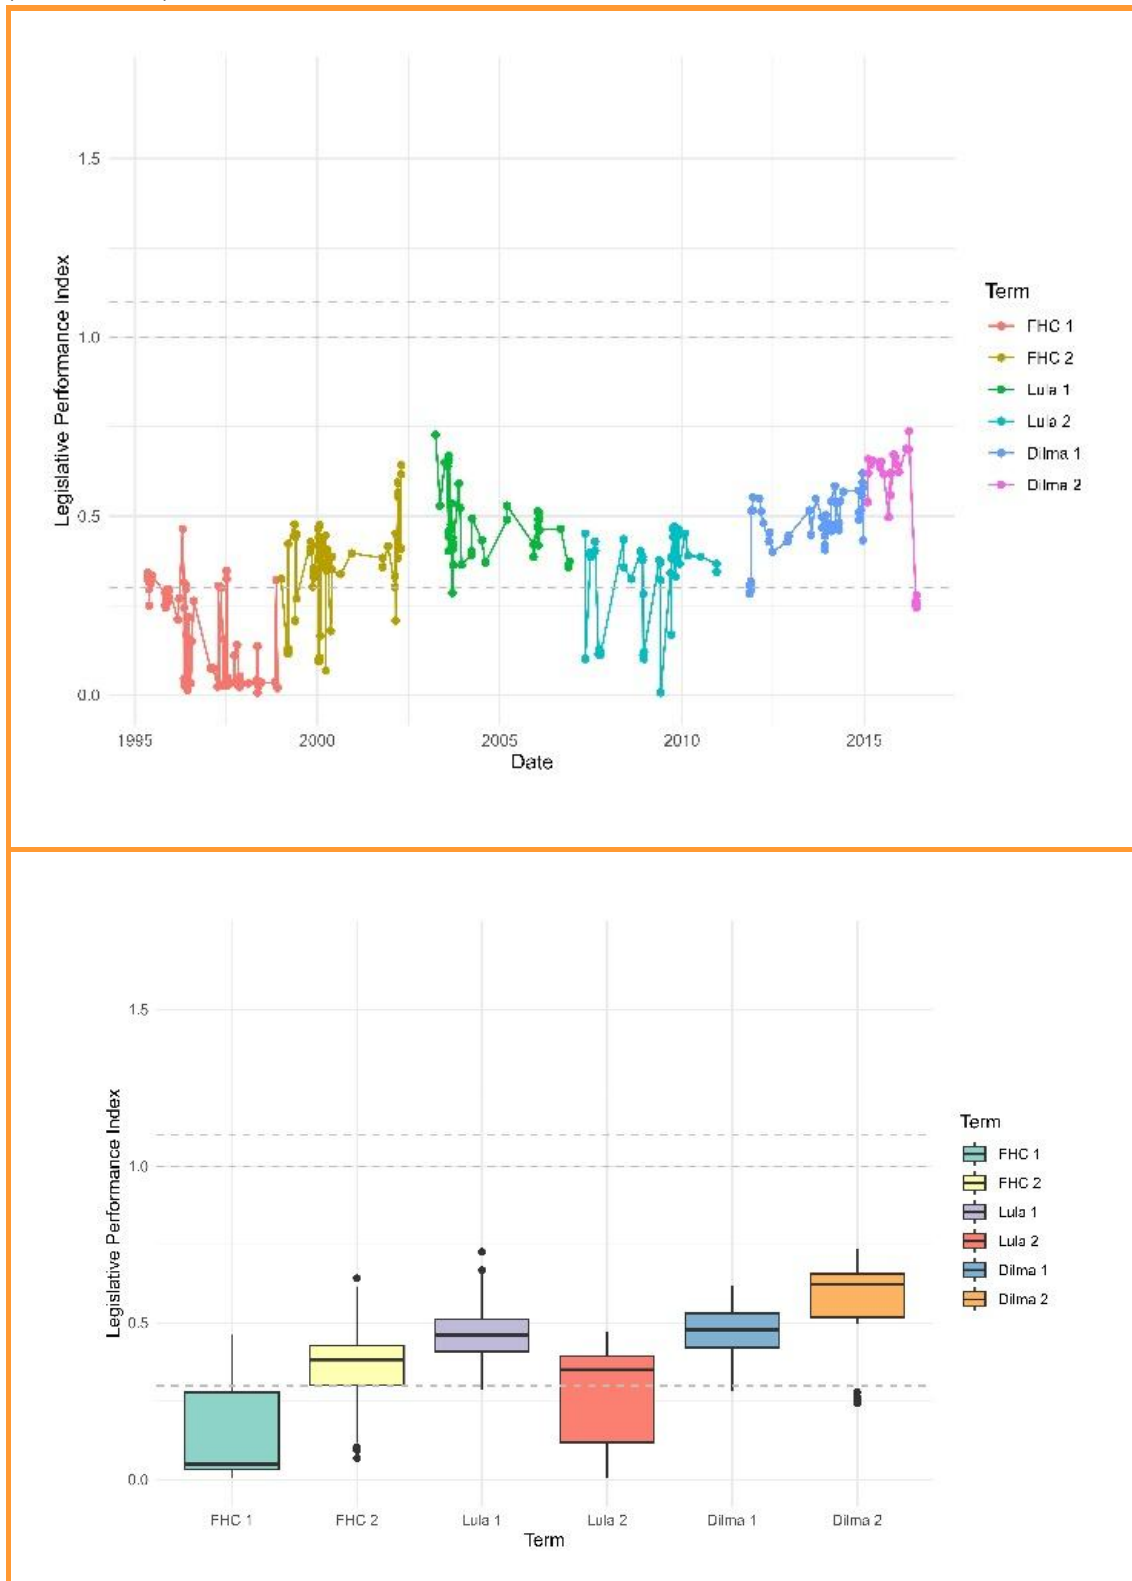 1.5
1.0
0.5
0.0
Legislative Performance Index
1995
2000
2005
2010
2015
Date
Term
FHC 1
FHC 2
Lula 1
Lula 2
Dilma 1
Dilma 2
1.5
1.0
0.5
0.0
Legislative Performance Index
FHC 1
FHC 2
Lula 1
Lula 2
Dilma 1
Dilma 2
Term
Term
FHC 1
FHC 2
Lula 1
Lula 2
Dilma 1
Dilma 2